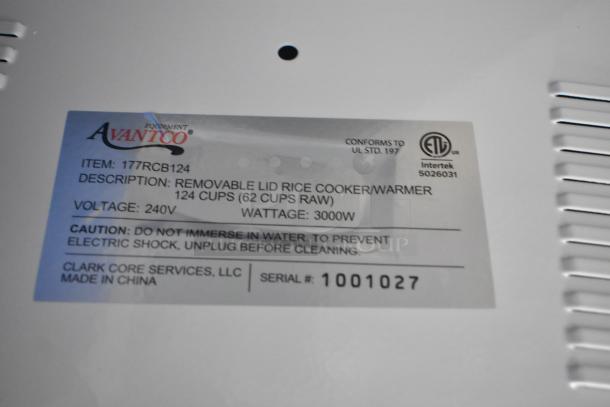 EQUIPMENT
AVANTCO®
CONFORMS TO
UL STD. 197
ETL
US
Intertek
5026031
ITEM: 177RCB124
DESCRIPTION: REMOVABLE LID RICE COOKER/WARMER
124 CUPS (62 CUPS RAW)
VOLTAGE: 240V WATTAGE: 3000W
CAUTION: DO NOT IMMERSE IN WATER. TO PREVENT
ELECTRIC SHOCK, UNPLUG BEFORE CLEANING.
CLARK CORE SERVICES, LLC
MADE IN CHINA
SERIAL #: 1001027